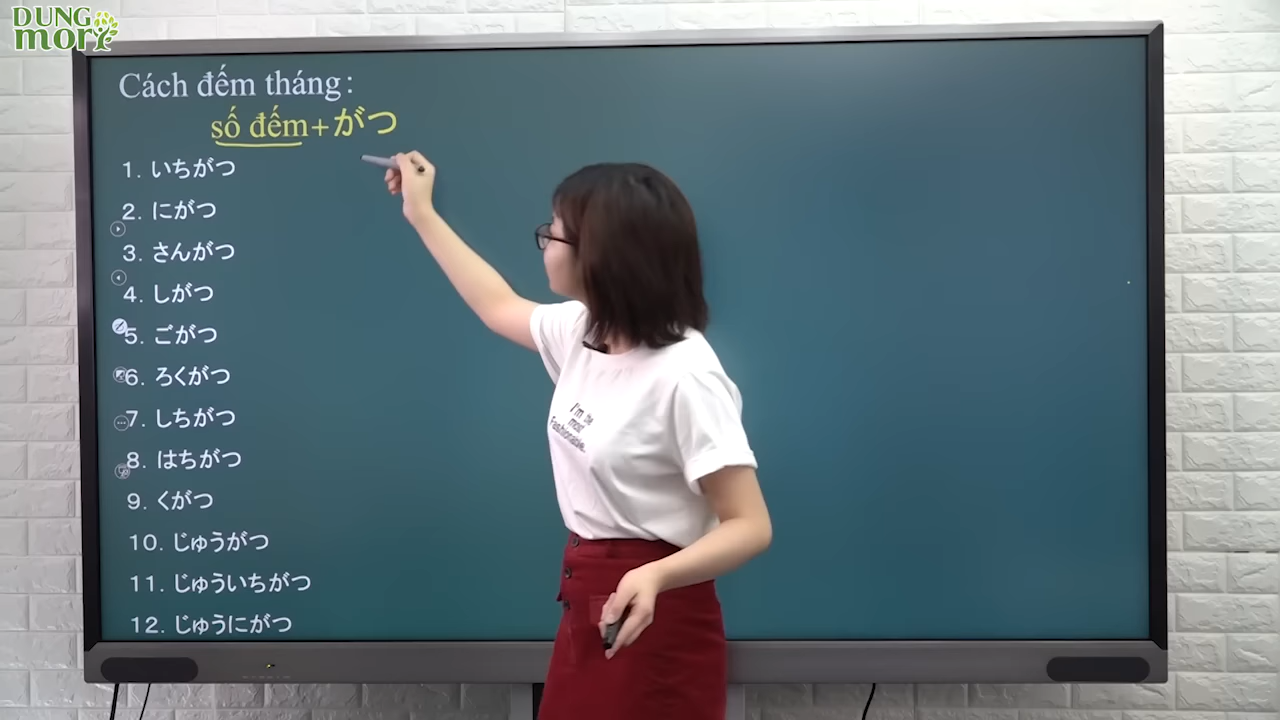 DUNG
mori
Cách đếm tháng:
số đếm+がつ
1. いちがつ
2. にがつ
3. さんがつ
4. しがつ
5. ごがつ
6. ろくがつ
7. しちがつ
8. はちがつ
9. くがつ
10. じゅうがつ
11. じゅういちがつ
12. じゅうにがつ
I'm the
most
Fashionable.